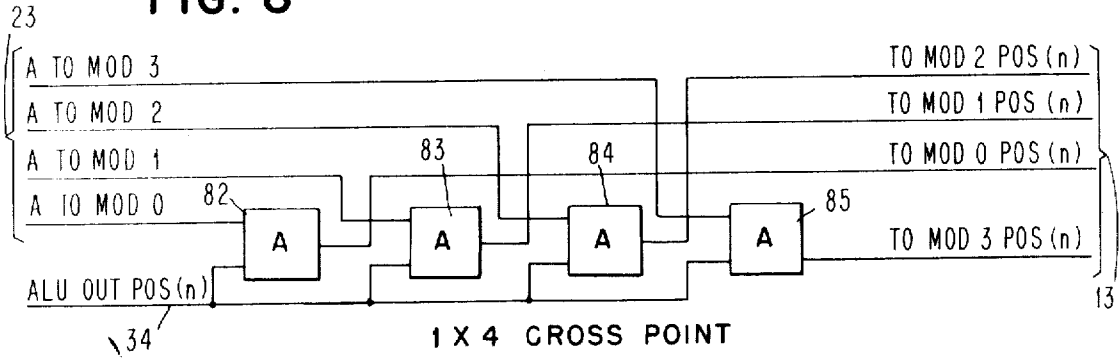 FIG. 8
23
A TO MOD 3
TO MOD 2 POS(n)
A TO MOD 2
TO MOD 1 POS (n)
A TO MOD 1
83
84
TO MOD 0 POS(n)
A TO MOD 0
82
85
A
A
A
A
TO MOD 3 POS(n)
ALU OUT POS(n)
34
13
1 X 4 CROSS POINT